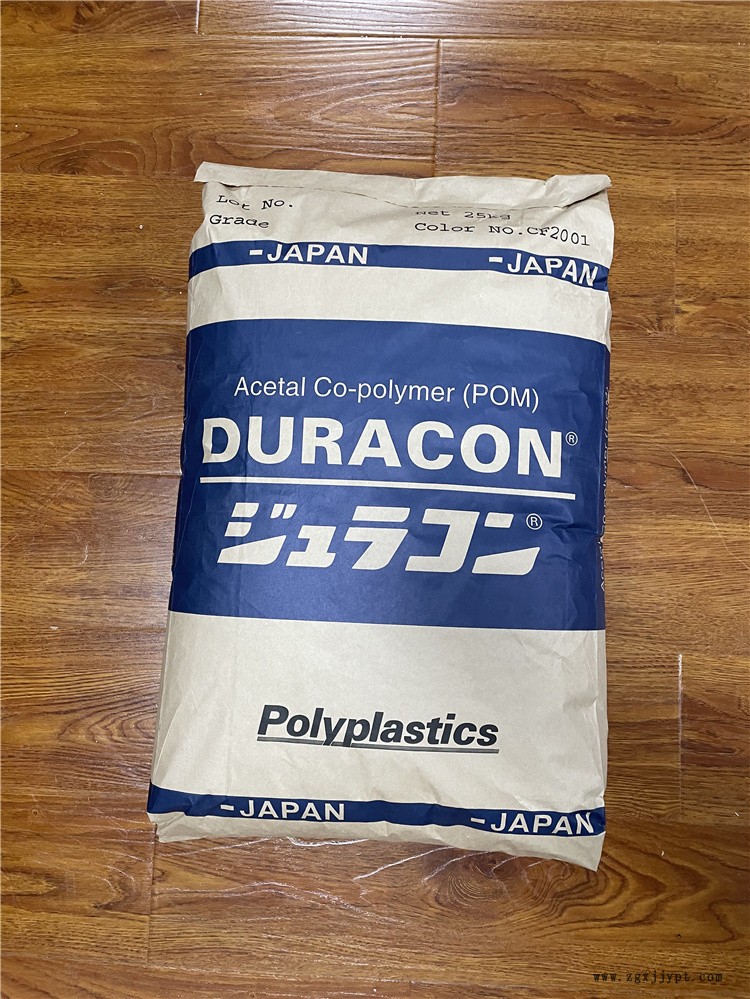 Lot No.
Net 25kg
Grade
Color NO.CF2001
-JAPAN
-JAPAN
Acetal Co-polymer (POM)
DURACON®
ジュラコン®
Polyplastics
-JAPAN
-JAPAN
www.zgxjjypt.com